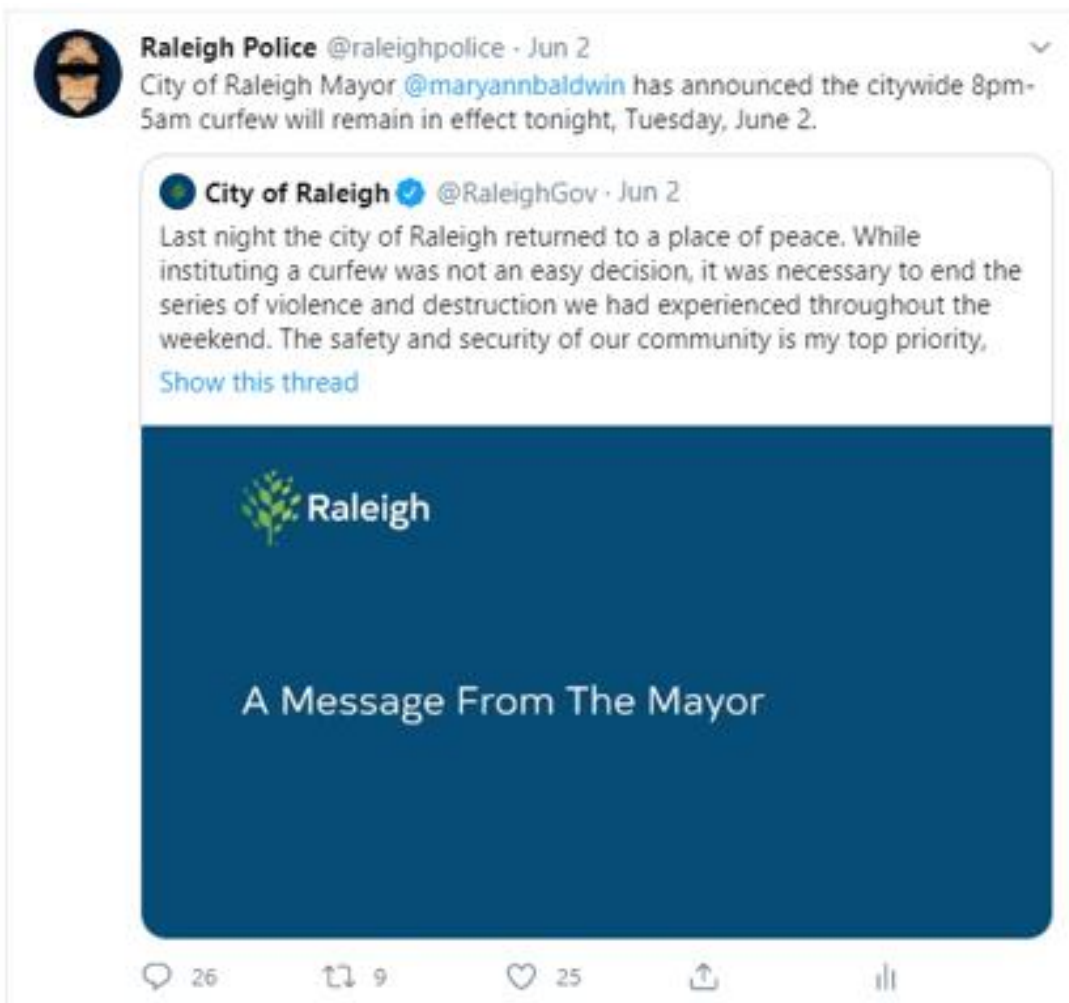 Raleigh Police @raleighpolice · Jun 2
City of Raleigh Mayor @maryannbaldwin has announced the citywide 8pm-
5am curfew will remain in effect tonight, Tuesday, June 2.
City of Raleigh @RaleighGov · Jun 2
Last night the city of Raleigh returned to a place of peace. While
instituting a curfew was not an easy decision, it was necessary to end the
series of violence and destruction we had experienced throughout the
weekend. The safety and security of our community is my top priority,
Show this thread
Raleigh
A Message From The Mayor
26 9 25